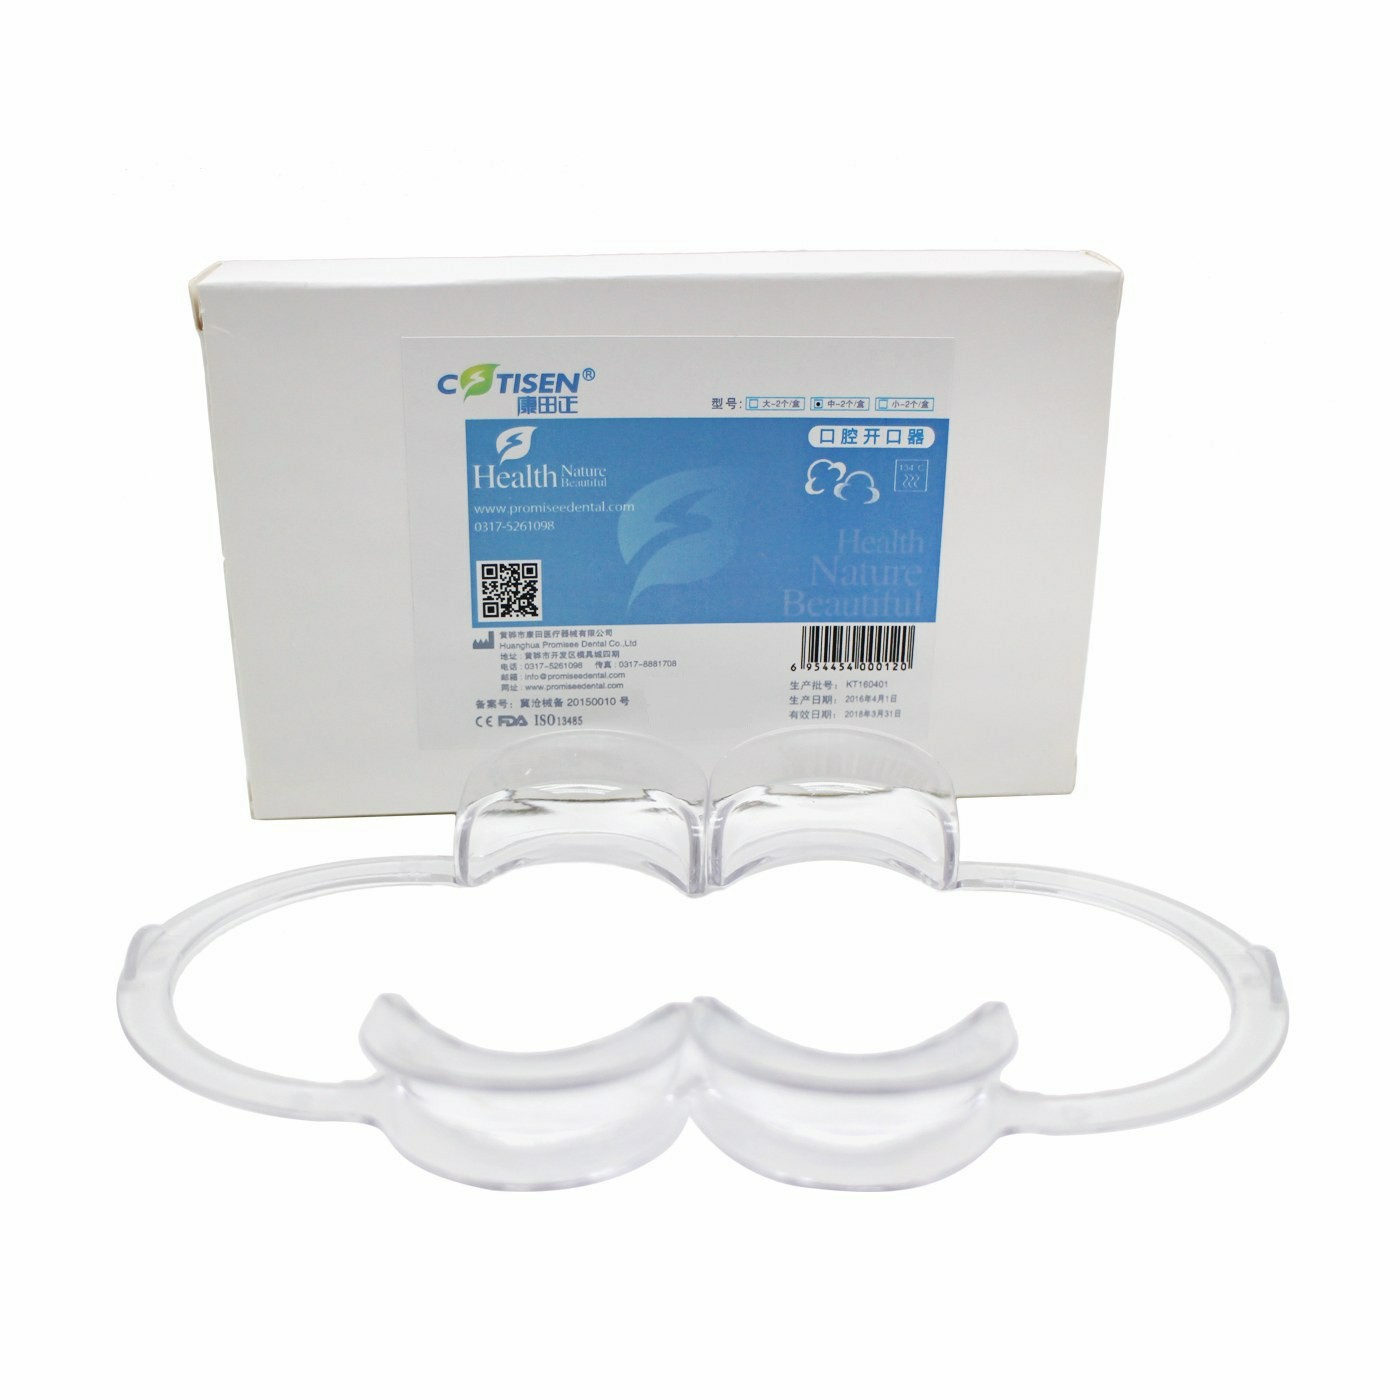 COTISEN®
康田正
型号: 大-2个/盒 中-2个/盒 小-2个/盒
口腔开口器
Health Nature Beautiful
134°C
www.promiseedental.com
0317-5261098
Health
Nature
Beautiful
黄骅市康田医疗器械有限公司
Huanghua Promisee Dental Co.,Ltd
地址:黄骅市开发区模具城四期
电话:0317-5261098 传真:0317-8881708
邮箱:info@promiseedental.com
网址:www.promiseedental.com
备案号:冀沧械备 20150010 号
CE FDA ISO13485
6 954454 000120
生产批号: KT160401
生产日期: 2016年4月1日
有效日期: 2018年3月31日